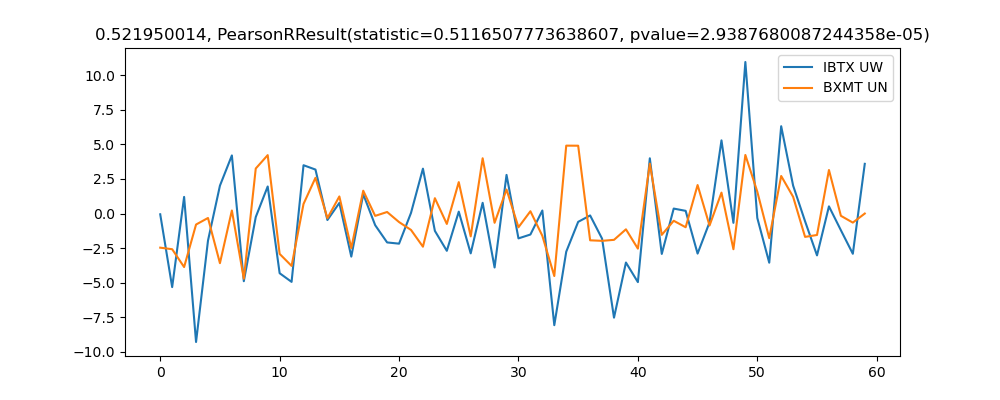 0.521950014, PearsonRResult(statistic=0.5116507773638607, pvalue=2.9387680087244358e-05)
IBTX UW
BXMT UN
10.0
7.5
5.0
2.5
0.0
−2.5
−5.0
−7.5
−10.0
0 10 20 30 40 50 60